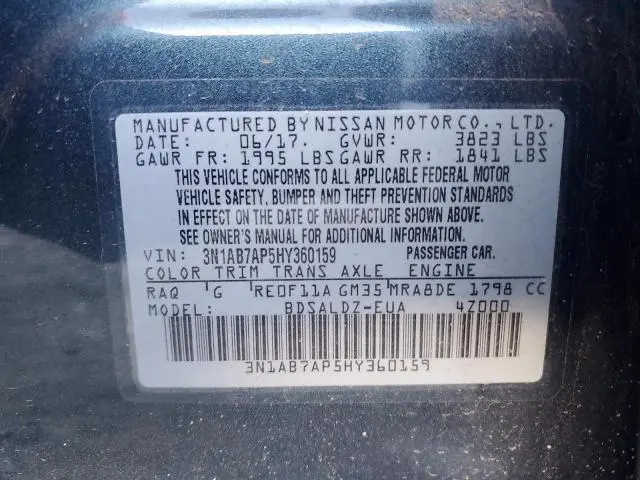 MANUFACTURED BY NISSAN MOTOR CO., LTD.
DATE: 06/17. GVWR: 3823 LBS
GAWR FR: 1995 LBS GAWR RR: 1841 LBS
THIS VEHICLE CONFORMS TO ALL APPLICABLE FEDERAL MOTOR
VEHICLE SAFETY, BUMPER AND THEFT PREVENTION STANDARDS
IN EFFECT ON THE DATE OF MANUFACTURE SHOWN ABOVE.
SEE OWNER'S MANUAL FOR ADDITIONAL INFORMATION.
VIN: 3N1AB7AP5HY360159 PASSENGER CAR.
COLOR TRIM TRANS AXLE ENGINE
RAQ G RE0F11A GM35 MRA8DE 1798 CC
MODEL: BDSALDZ-EUA 4Z000
3N1AB7AP5HY360159